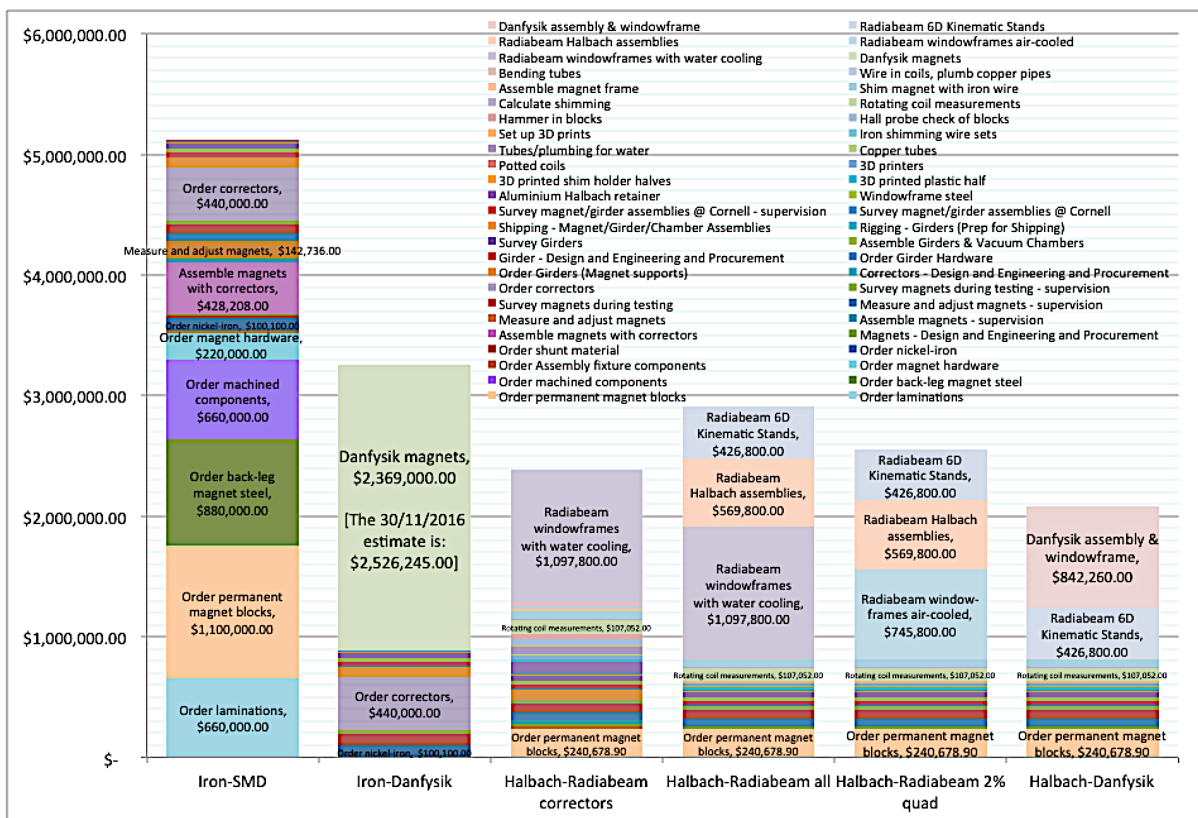 $6,000,000.00
$5,000,000.00
$4,000,000.00
$3,000,000.00
$2,000,000.00
$1,000,000.00
$-
Danfysik assembly & windowframe
Radiabeam Halbach assemblies
Radiabeam windowframes with water cooling
Bending tubes
Assemble magnet frame
Calculate shimming
Hammer in blocks
Set up 3D prints
Tubes/plumbing for water
Potted coils
3D printed shim holder halves
Aluminium Halbach retainer
Survey magnet/girder assemblies @ Cornell - supervision
Shipping - Magnet/Girder/Chamber Assemblies
Survey Girders
Girder - Design and Engineering and Procurement
Order Girders (Magnet supports)
Order correctors
Survey magnets during testing
Measure and adjust magnets
Assemble magnets with correctors
Order shunt material
Order Assembly fixture components
Order machined components
Order permanent magnet blocks
Radiabeam 6D Kinematic Stands
Radiabeam windowframes air-cooled
Danfysik magnets
Wire in coils, plumb copper pipes
Shim magnet with iron wire
Rotating coil measurements
Hall probe check of blocks
Iron shimming wire sets
Copper tubes
3D printers
3D printed plastic half
Windowframe steel
Survey magnet/girder assemblies @ Cornell
Rigging - Girders (Prep for Shipping)
Assemble Girders & Vacuum Chambers
Order Girder Hardware
Correctors - Design and Engineering and Procurement
Survey magnets during testing - supervision
Measure and adjust magnets - supervision
Assemble magnets - supervision
Magnets - Design and Engineering and Procurement
Order nickel-iron
Order magnet hardware
Order back-leg magnet steel
Order laminations
Order correctors,
$440,000.00
Measure and adjust magnets, $142,736.00
Assemble magnets
with correctors,
$428,208.00
Order nickel-iron, $100,100.00
Order magnet hardware,
$220,000.00
Order machined
components,
$660,000.00
Order back-leg
magnet steel,
$880,000.00
Order permanent
magnet blocks,
$1,100,000.00
Order laminations,
$660,000.00
Danfysik magnets,
$2,369,000.00
[The 30/11/2016
estimate is:
$2,526,245.00]
Order correctors,
$440,000.00
Order nickel-iron, $100,100.00
Radiabeam
windowframes
with water cooling,
$1,097,800.00
Rotating coil measurements, $107,052.00
Order permanent magnet
blocks, $240,678.90
Radiabeam 6D
Kinematic Stands,
$426,800.00
Radiabeam
Halbach assemblies,
$569,800.00
Radiabeam
windowframes
with water cooling,
$1,097,800.00
Rotating coil measurements, $107,052.00
Order permanent magnet
blocks, $240,678.90
Radiabeam 6D
Kinematic Stands,
$426,800.00
Radiabeam Halbach
assemblies,
$569,800.00
Radiabeam window-
frames air-cooled,
$745,800.00
Rotating coil measurements, $107,052.00
Order permanent magnet
blocks, $240,678.90
Danfysik assembly &
windowframe,
$842,260.00
Radiabeam 6D
Kinematic Stands,
$426,800.00
Rotating coil measurements, $107,052.00
Order permanent magnet
blocks, $240,678.90
Iron-SMD
Iron-Danfysik
Halbach-Radiabeam
correctors
Halbach-Radiabeam all
Halbach-Radiabeam 2%
quad
Halbach-Danfysik